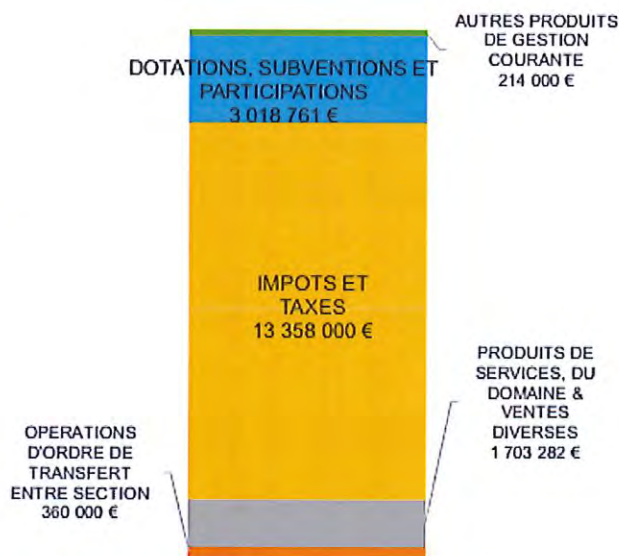 AUTRES PRODUITS
DE GESTION
COURANTE
214 000 €
DOTATIONS, SUBVENTIONS ET
PARTICIPATIONS
3 018 761 €
IMPOTS ET
TAXES
13 358 000 €
PRODUITS DE
SERVICES, DU
DOMAINE &
VENTES
DIVERSES
1 703 282 €
OPERATIONS
D'ORDRE DE
TRANSFERT
ENTRE SECTION
360 000 €